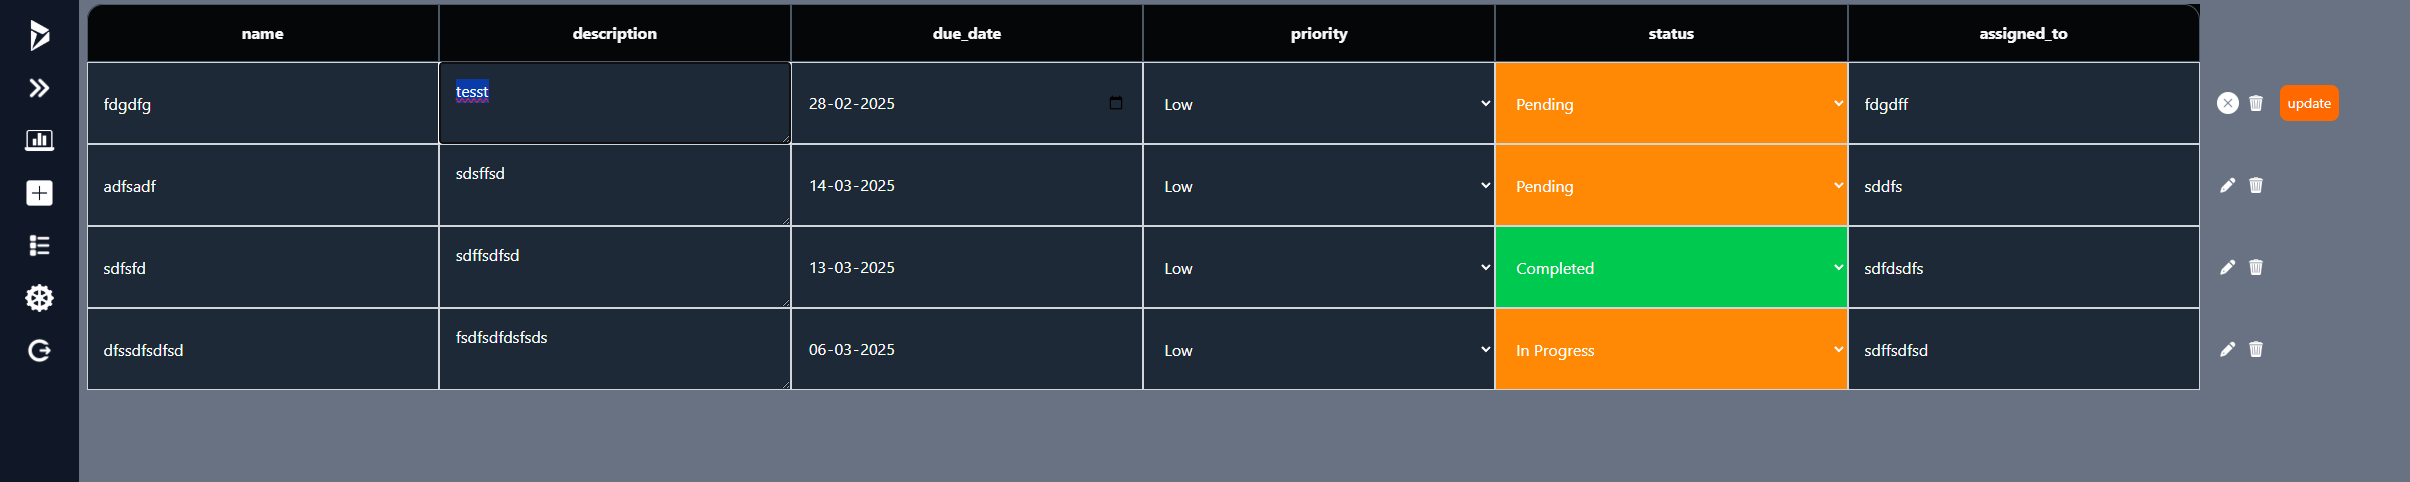 name description due_date priority status assigned_to
fdgdfg tesst 28-02-2025 Low Pending fdgdff update
adfsadf sdsffsd 14-03-2025 Low Pending sddfs
sdfsfd sdffsdfsd 13-03-2025 Low Completed sdfdsdfs
dfssdfsdfsd fsdfsdfdsfsds 06-03-2025 Low In Progress sdffsdfsd